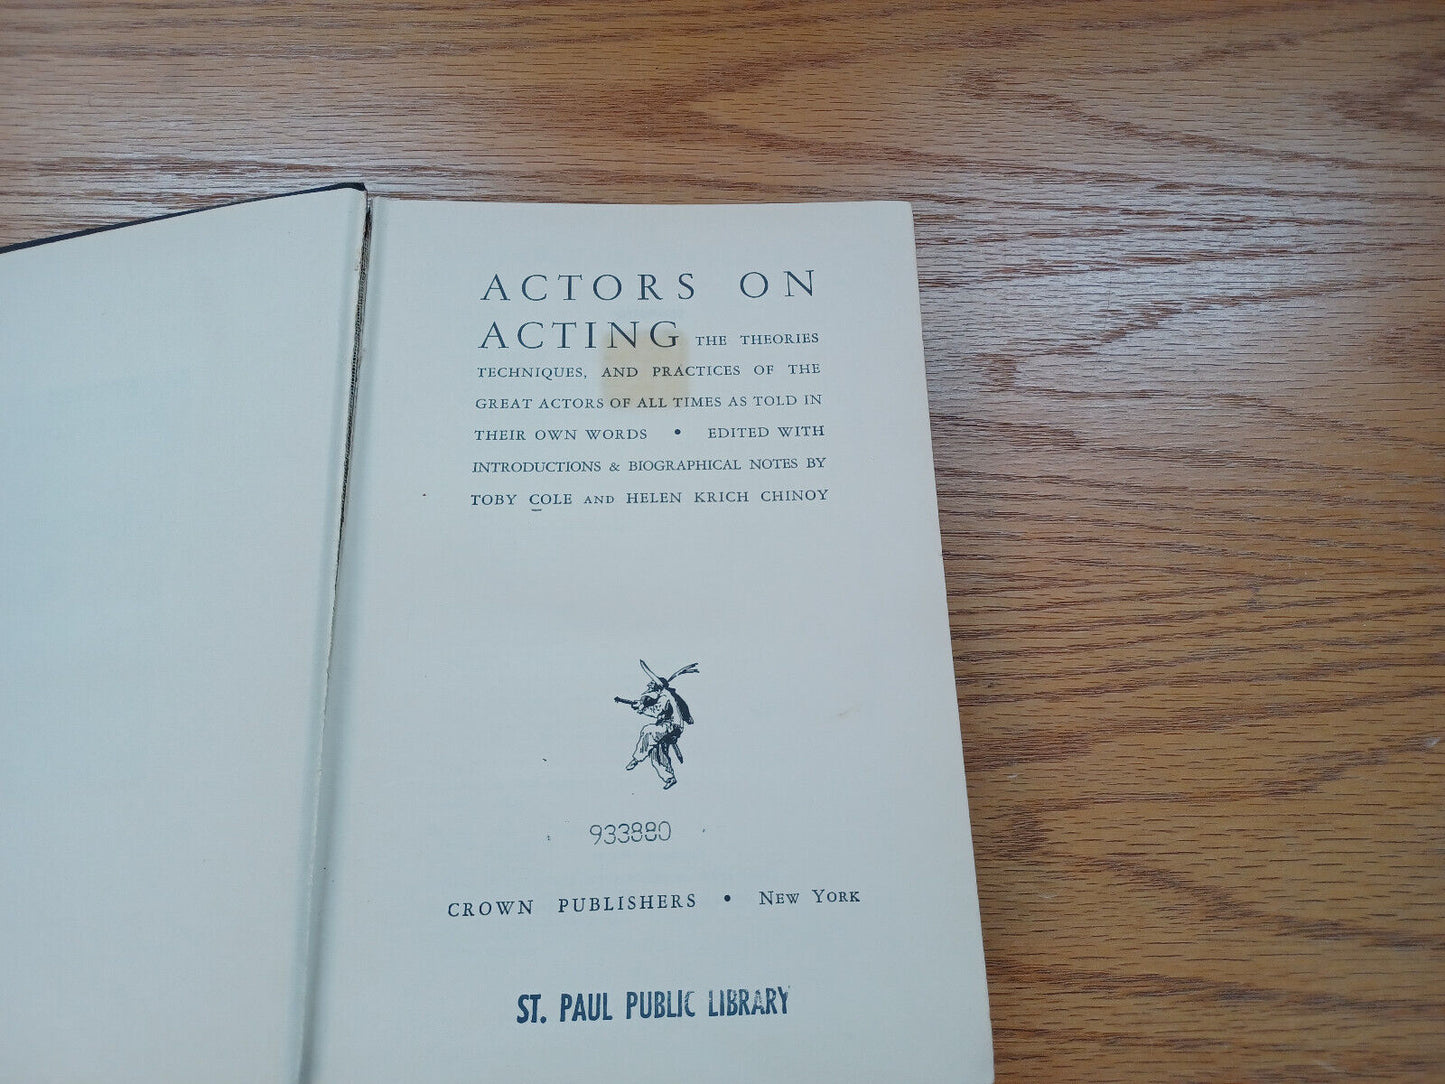 ACTORS ON
ACTING THE THEORIES
TECHNIQUES, AND PRACTICES OF THE
GREAT ACTORS OF ALL TIMES AS TOLD IN
THEIR OWN WORDS • EDITED WITH
INTRODUCTIONS & BIOGRAPHICAL NOTES BY
TOBY COLE AND HELEN KRICH CHINOY
933880
CROWN PUBLISHERS • NEW YORK
ST. PAUL PUBLIC LIBRARY